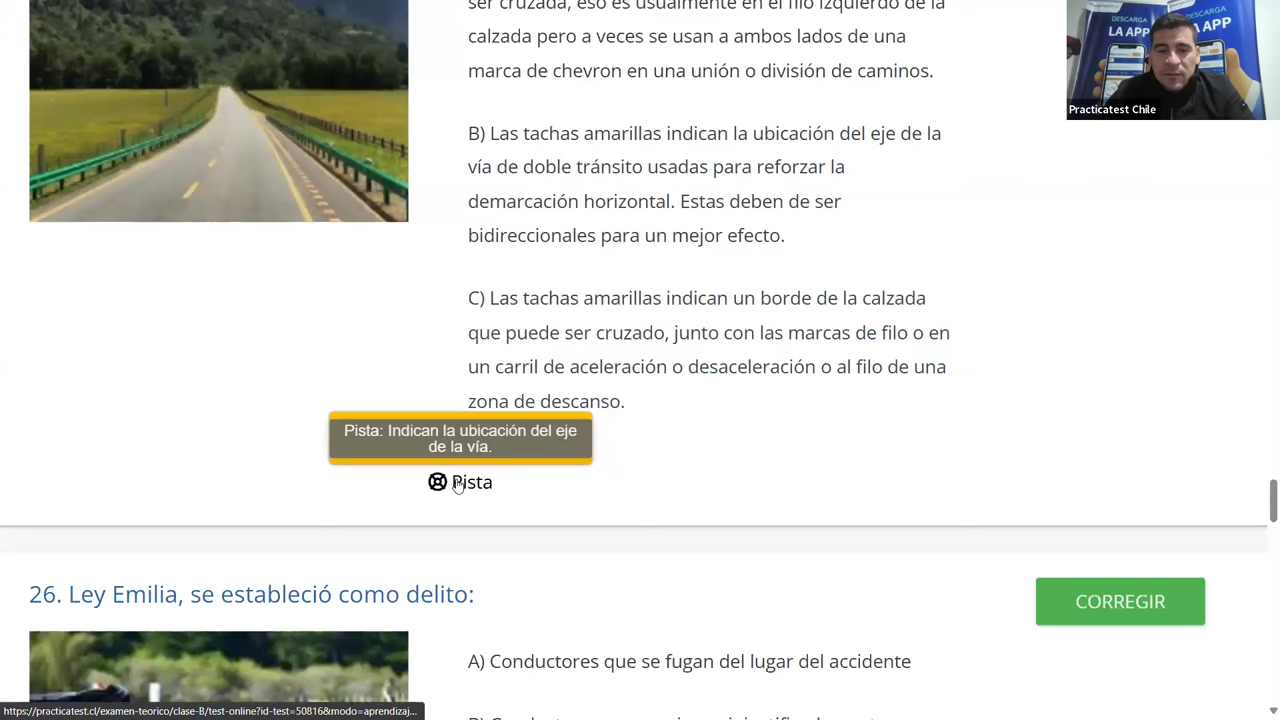 ser cruzada, eso es usualmente en el filo izquierdo de la
calzada pero a veces se usan a ambos lados de una
marca de chevron en una unión o división de caminos.
DESCARGA
LA APP
DESCARGA
LA APP
Practicatest Chile
B) Las tachas amarillas indican la ubicación del eje de la
vía de doble tránsito usadas para reforzar la
demarcación horizontal. Estas deben de ser
bidireccionales para un mejor efecto.
C) Las tachas amarillas indican un borde de la calzada
que puede ser cruzado, junto con las marcas de filo o en
un carril de aceleración o desaceleración o al filo de una
zona de descanso.
Pista: Indican la ubicación del eje
de la vía.
Pista
26. Ley Emilia, se estableció como delito:
CORREGIR
A) Conductores que se fugan del lugar del accidente
https://practicatest.cl/examen-teorico/clase-B/test-online?id-test=50816&modo=aprendizaj...